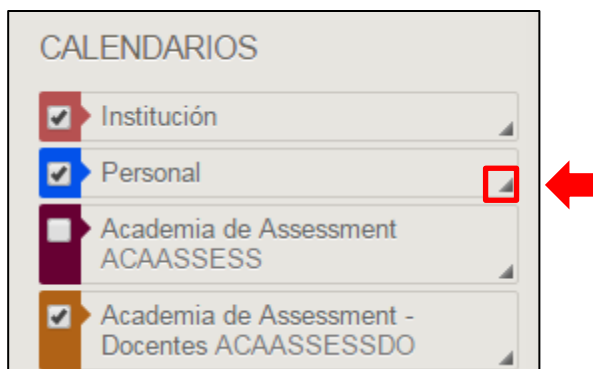 CALENDARIOS
Institución
Personal
Academia de Assessment
ACAASSESS
Academia de Assessment -
Docentes ACAASSESSDO